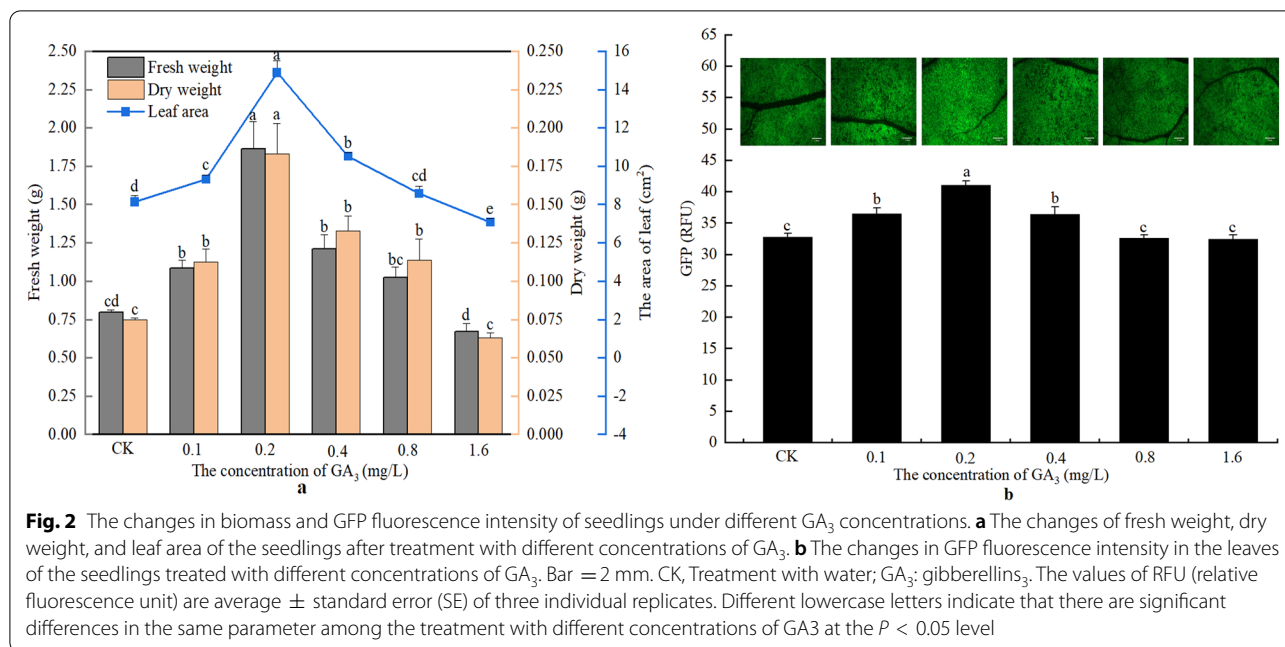 Fresh weight
Dry weight
Leaf area
Fresh weight (g)
2.50
2.25
2.00
1.75
1.50
1.25
1.00
0.75
0.50
0.25
0.00
d c a b cd e
cd b a b bc d
c b a b b c
0.250
0.225
0.200
0.175
0.150
0.125
0.100
0.075
0.050
0.025
0.000
Dry weight (g)
16
14
12
10
8
6
4
2
0
-2
-4
The area of leaf (cm²)
CK 0.1 0.2 0.4 0.8 1.6
The concentration of GA₃ (mg/L)
a
GFP (RFU)
65
60
55
50
45
40
35
30
25
20
15
10
5
0
c b a b c c
CK 0.1 0.2 0.4 0.8 1.6
The concentration of GA₃ (mg/L)
b
Fig. 2 The changes in biomass and GFP fluorescence intensity of seedlings under different GA₃ concentrations. a The changes of fresh weight, dry
weight, and leaf area of the seedlings after treatment with different concentrations of GA₃. b The changes in GFP fluorescence intensity in the leaves
of the seedlings treated with different concentrations of GA₃. Bar = 2 mm. CK, Treatment with water; GA₃: gibberellins₃. The values of RFU (relative
fluorescence unit) are average ± standard error (SE) of three individual replicates. Different lowercase letters indicate that there are significant
differences in the same parameter among the treatment with different concentrations of GA3 at the P < 0.05 level